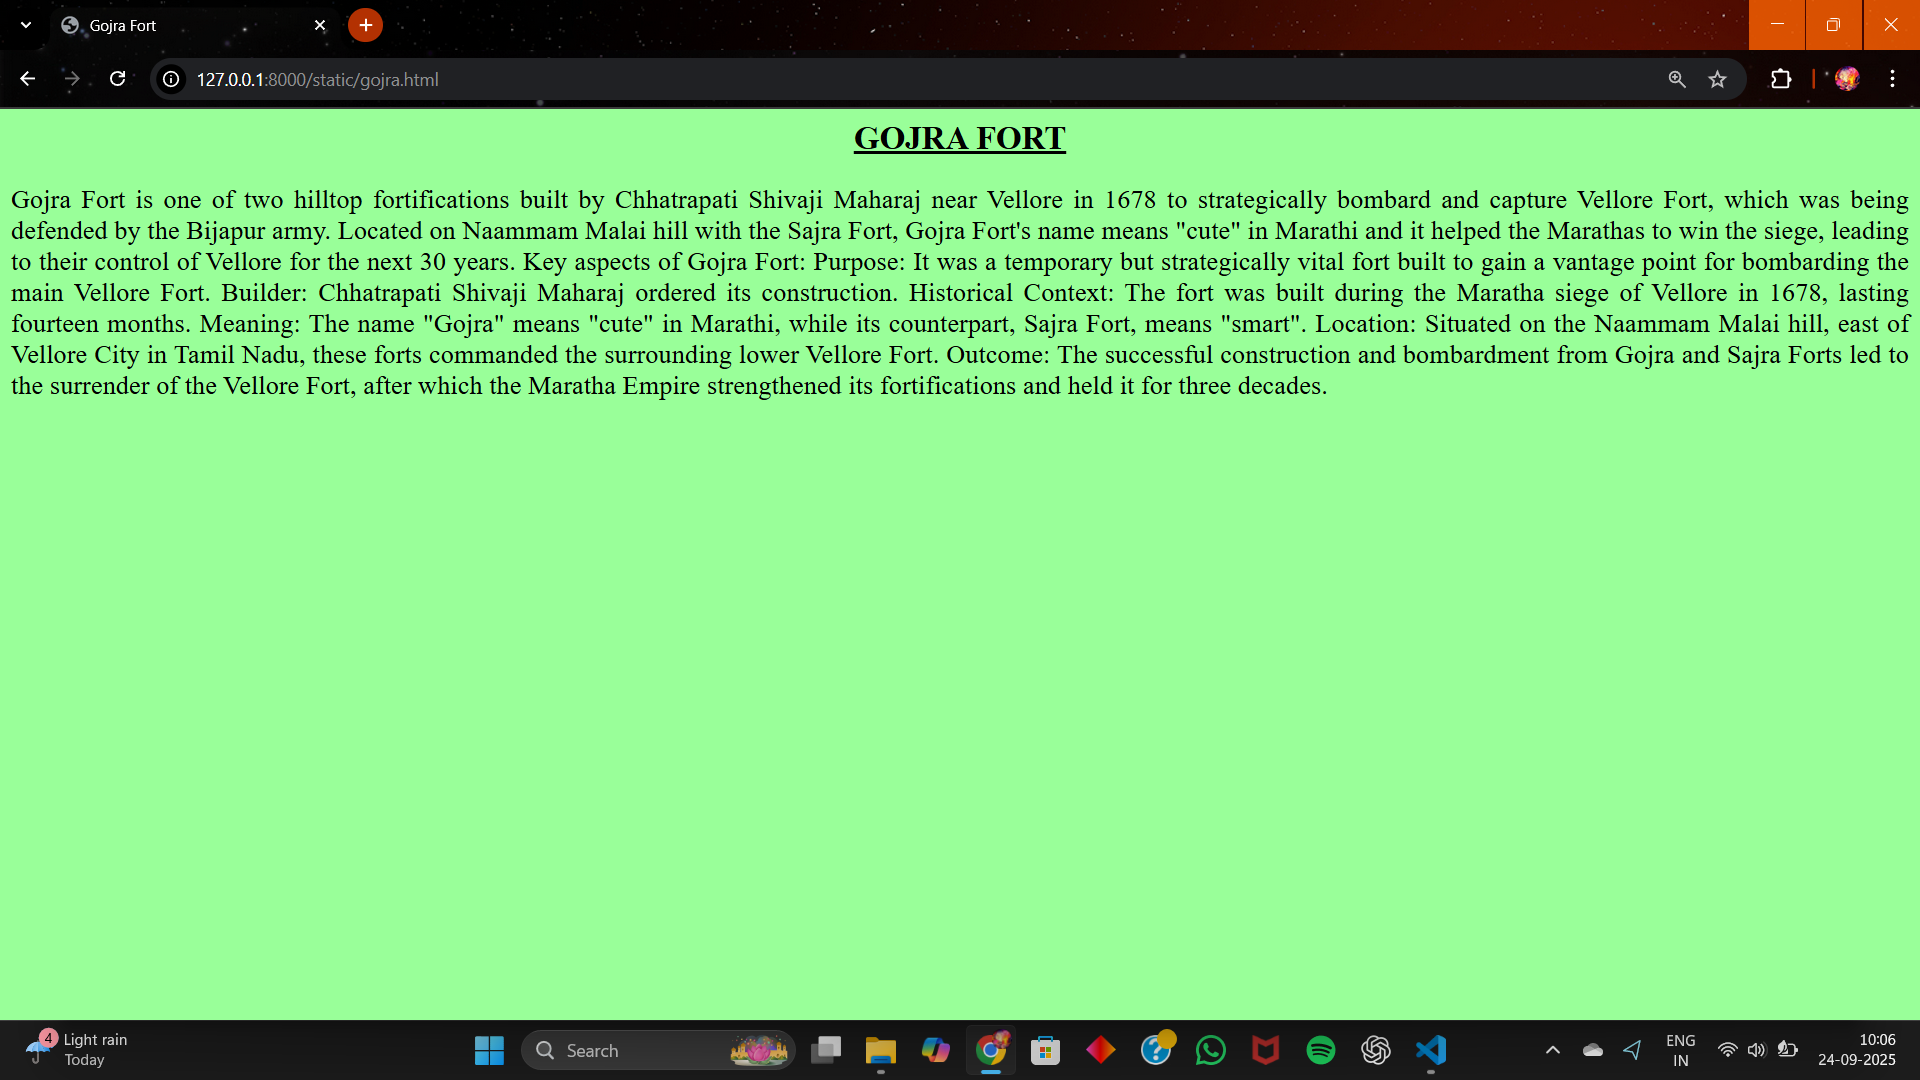 Gojra Fort
127.0.0.1:8000/static/gojra.html
GOJRA FORT
Gojra Fort is one of two hilltop fortifications built by Chhatrapati Shivaji Maharaj near Vellore in 1678 to strategically bombard and capture Vellore Fort, which was being
defended by the Bijapur army. Located on Naammam Malai hill with the Sajra Fort, Gojra Fort's name means "cute" in Marathi and it helped the Marathas to win the siege, leading
to their control of Vellore for the next 30 years. Key aspects of Gojra Fort: Purpose: It was a temporary but strategically vital fort built to gain a vantage point for bombarding the
main Vellore Fort. Builder: Chhatrapati Shivaji Maharaj ordered its construction. Historical Context: The fort was built during the Maratha siege of Vellore in 1678, lasting
fourteen months. Meaning: The name "Gojra" means "cute" in Marathi, while its counterpart, Sajra Fort, means "smart". Location: Situated on the Naammam Malai hill, east of
Vellore City in Tamil Nadu, these forts commanded the surrounding lower Vellore Fort. Outcome: The successful construction and bombardment from Gojra and Sajra Forts led to
the surrender of the Vellore Fort, after which the Maratha Empire strengthened its fortifications and held it for three decades.
4
Light rain
Today
Search
ENG
IN
10:06
24-09-2025